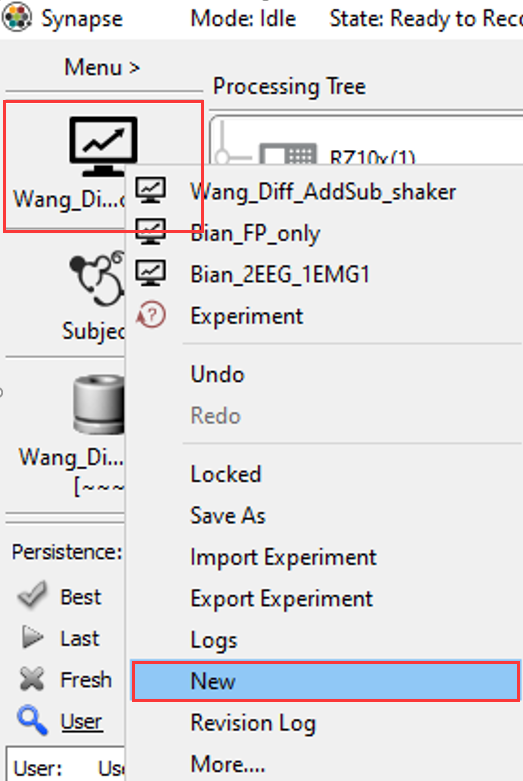 Synapse Mode: Idle State: Ready to Reco
Menu >
Processing Tree
RZ10x(1)
Wang_Di...
Wang_Diff_AddSub_shaker
Bian_FP_only
Bian_2EEG_1EMG1
Experiment
Subjec
Undo
Redo
Wang_Di...
[~~~
Locked
Save As
Import Experiment
Export Experiment
Logs
New
Revision Log
More....
Persistence:
Best
Last
Fresh
User
User: Us